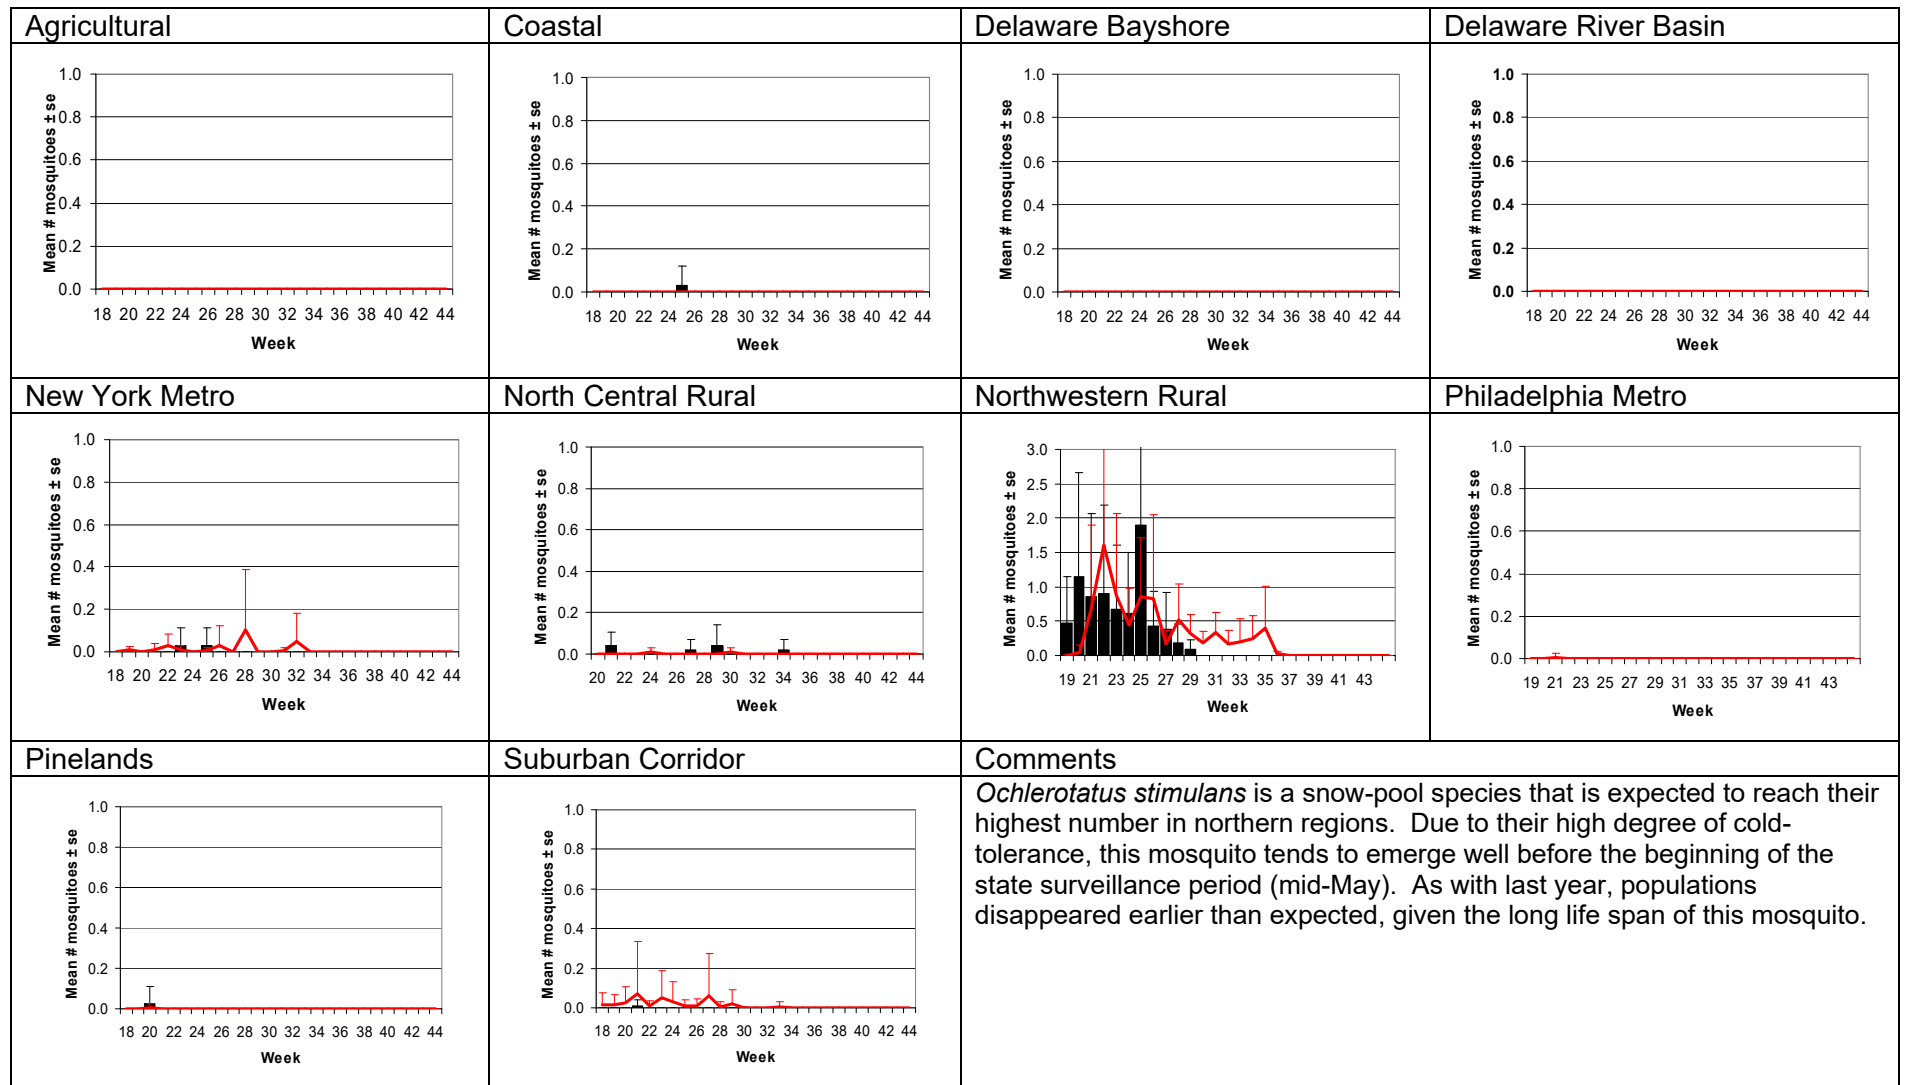 Agricultural
Coastal
Delaware Bayshore
Delaware River Basin
Mean # mosquitoes ± se
1.0
0.8
0.6
0.4
0.2
0.0
18 20 22 24 26 28 30 32 34 36 38 40 42 44
Week
Mean # mosquitoes ± se
1.0
0.8
0.6
0.4
0.2
0.0
18 20 22 24 26 28 30 32 34 36 38 40 42 44
Week
Mean # mosquitoes ± se
1.0
0.8
0.6
0.4
0.2
0.0
18 20 22 24 26 28 30 32 34 36 38 40 42 44
Week
Mean # mosquitoes ± se
1.0
0.8
0.6
0.4
0.2
0.0
18 20 22 24 26 28 30 32 34 36 38 40 42 44
Week
New York Metro
North Central Rural
Northwestern Rural
Philadelphia Metro
Mean # mosquitoes ± se
1.0
0.8
0.6
0.4
0.2
0.0
18 20 22 24 26 28 30 32 34 36 38 40 42 44
Week
Mean # mosquitoes ± se
1.0
0.8
0.6
0.4
0.2
0.0
20 22 24 26 28 30 32 34 36 38 40 42 44
Week
Mean # mosquitoes ± se
3.0
2.5
2.0
1.5
1.0
0.5
0.0
19 21 23 25 27 29 31 33 35 37 39 41 43
Week
Mean # mosquitoes ± se
1.0
0.8
0.6
0.4
0.2
0.0
19 21 23 25 27 29 31 33 35 37 39 41 43
Week
Pinelands
Suburban Corridor
Comments
Mean # mosquitoes ± se
1.0
0.8
0.6
0.4
0.2
0.0
18 20 22 24 26 28 30 32 34 36 38 40 42 44
Week
Mean # mosquitoes ± se
1.0
0.8
0.6
0.4
0.2
0.0
18 20 22 24 26 28 30 32 34 36 38 40 42 44
Week
Ochlerotatus stimulans is a snow-pool species that is expected to reach their
highest number in northern regions.  Due to their high degree of cold-
tolerance, this mosquito tends to emerge well before the beginning of the
state surveillance period (mid-May).  As with last year, populations
disappeared earlier than expected, given the long life span of this mosquito.